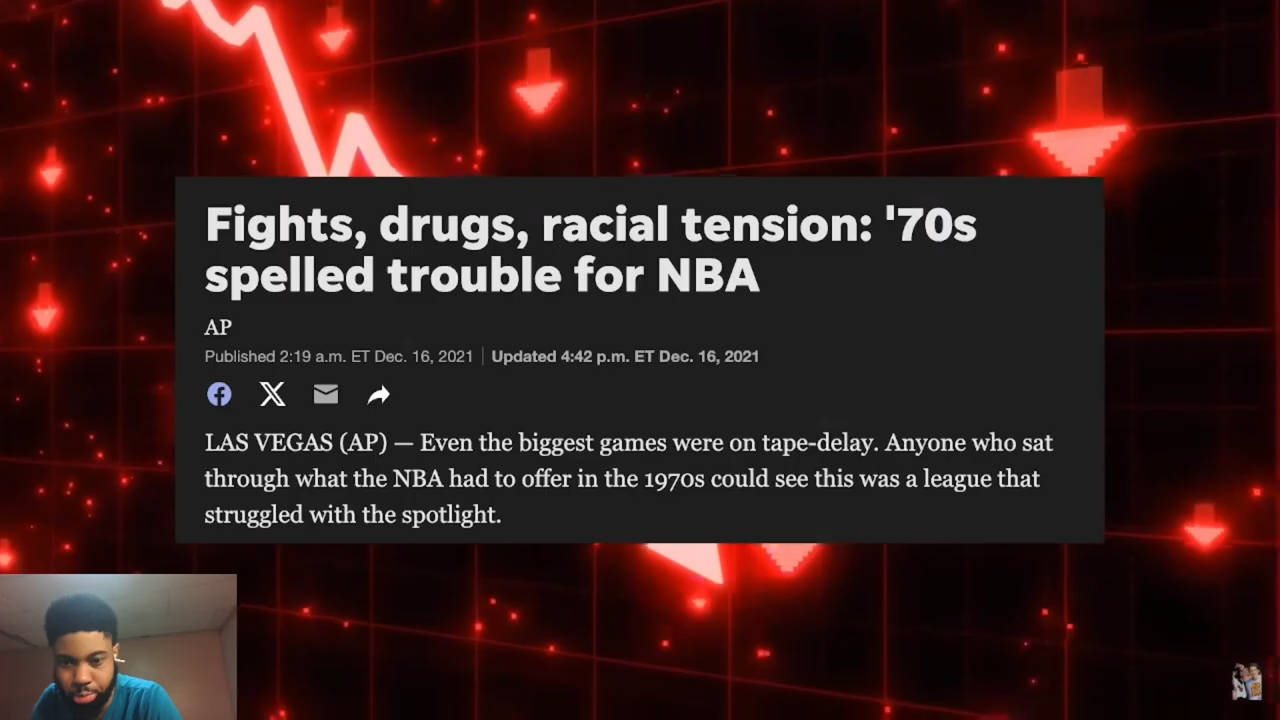 Fights, drugs, racial tension: '70s
spelled trouble for NBA
AP
Published 2:19 a.m. ET Dec. 16, 2021 | Updated 4:42 p.m. ET Dec. 16, 2021
LAS VEGAS (AP) — Even the biggest games were on tape-delay. Anyone who sat
through what the NBA had to offer in the 1970s could see this was a league that
struggled with the spotlight.